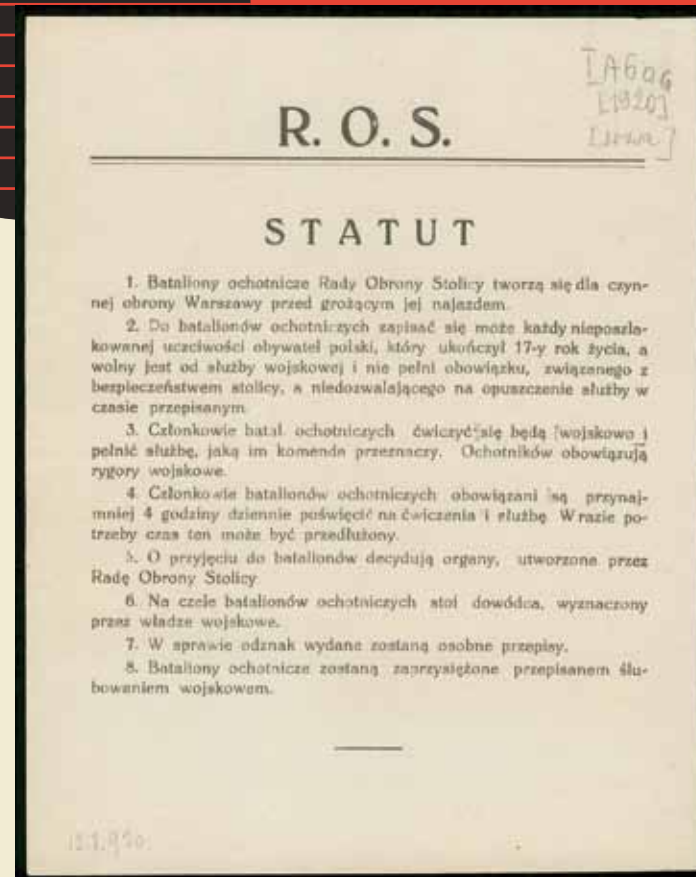 [1920]
R. O. S.
STATUT
1. Bataliony ochotnicze Rady Obrony Stolicy tworzą się dla czyn-
nej obrony Warszawy przed grożącym jej najazdem.
2. Do batalionów ochotniczych zapisać się może każdy nieposzla-
kowanej uczciwości obywatel polski, który ukończył 17-y rok życia, a
wolny jest od służby wojskowej i nie pełni obowiązku, związanego z
bezpieczeństwem stolicy, a niedozwalającego na opuszczenie służby w
czasie przepisanym
3. Członkowie batal. ochotniczych ćwiczyć się będą wojskowo i
pełnić służbę, jaką im komenda przeznaczy. Ochotników obowiązują
rygory wojskowe.
4. Członkowie batalionów ochotniczych obowiązani są przynaj-
mniej 4 godziny dziennie poświęcić na ćwiczenia i służbę. W razie po-
trzeby czas ten może być przedłużony.
5. O przyjęciu do batalionów decydują organy, utworzone przez
Radę Obrony Stolicy
6. Na czele batalionów ochotniczych stoi dowódca, wyznaczony
przez władze wojskowe.
7. W sprawie odznak wydane zostaną osobne przepisy.
8. Bataliony ochotnicze zostaną zaprzysiężone przepisanem ślu-
bowaniem wojskowem.